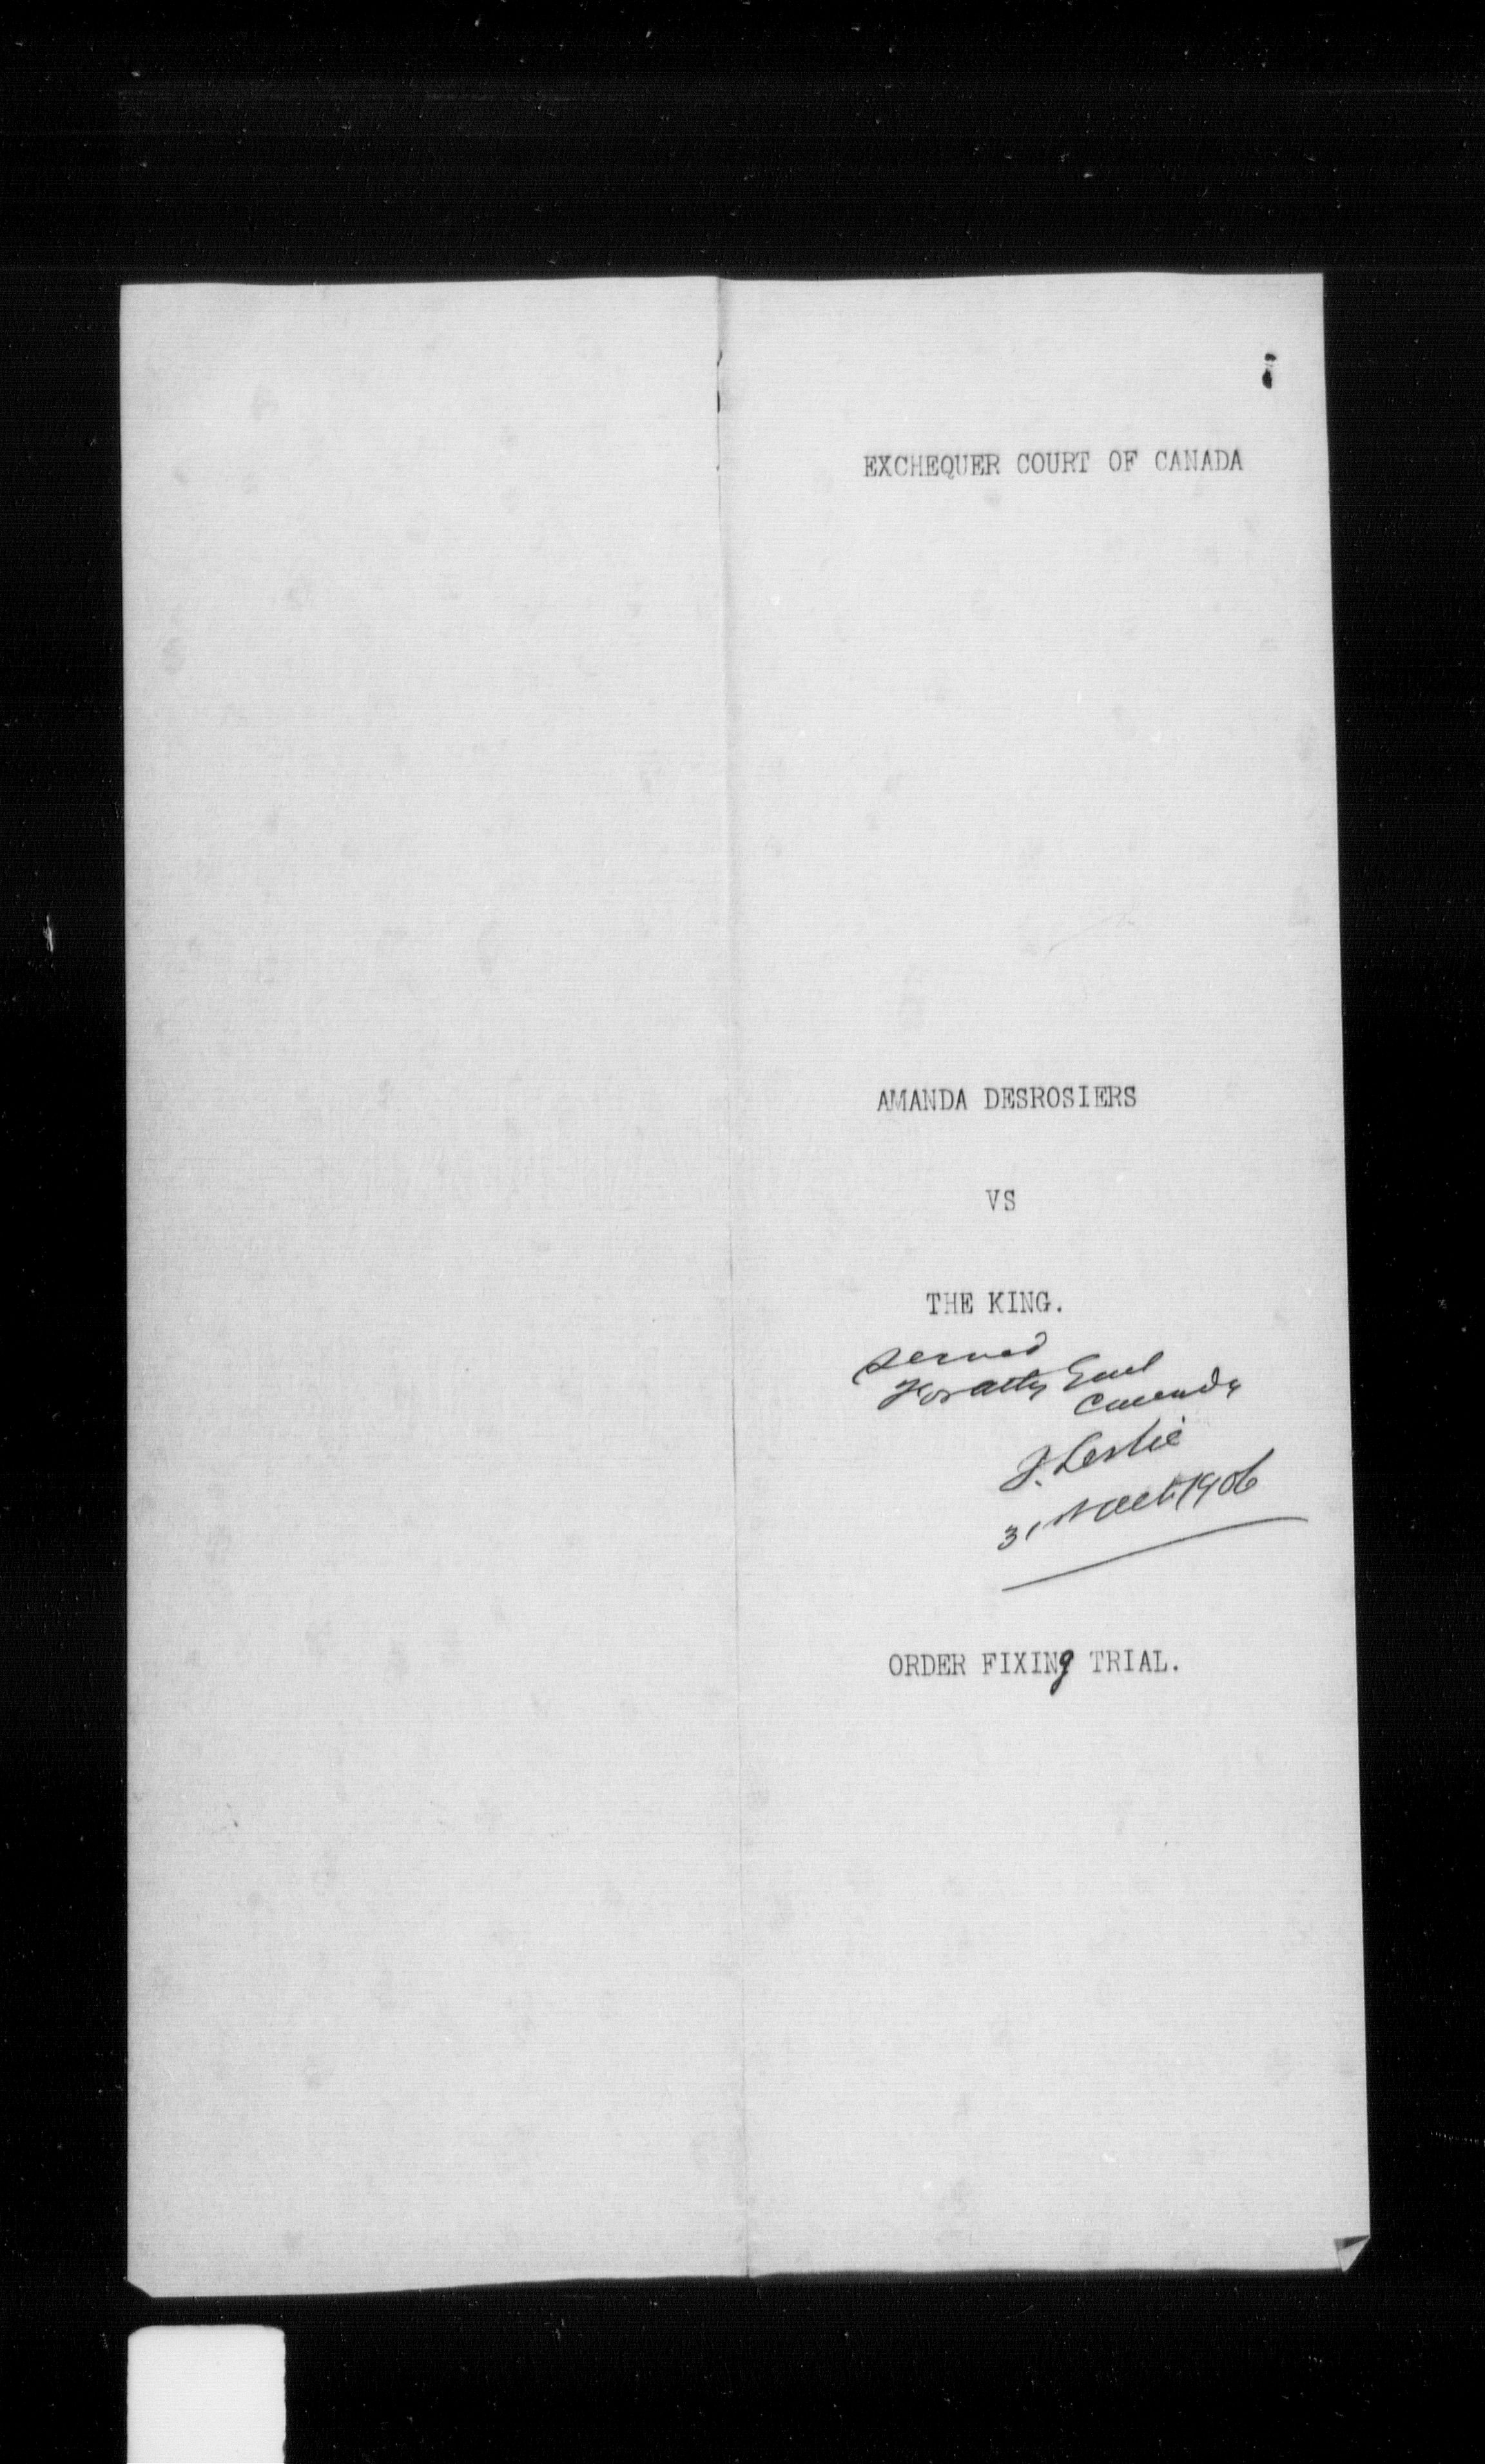 EXCHEQUER COURT OF CANADA
AMANDA DESROSIERS
VS
THE KING.
served
For Atty Genl
Canada
J. Leslie
31st Oct 1906
ORDER FIXINg TRIAL.